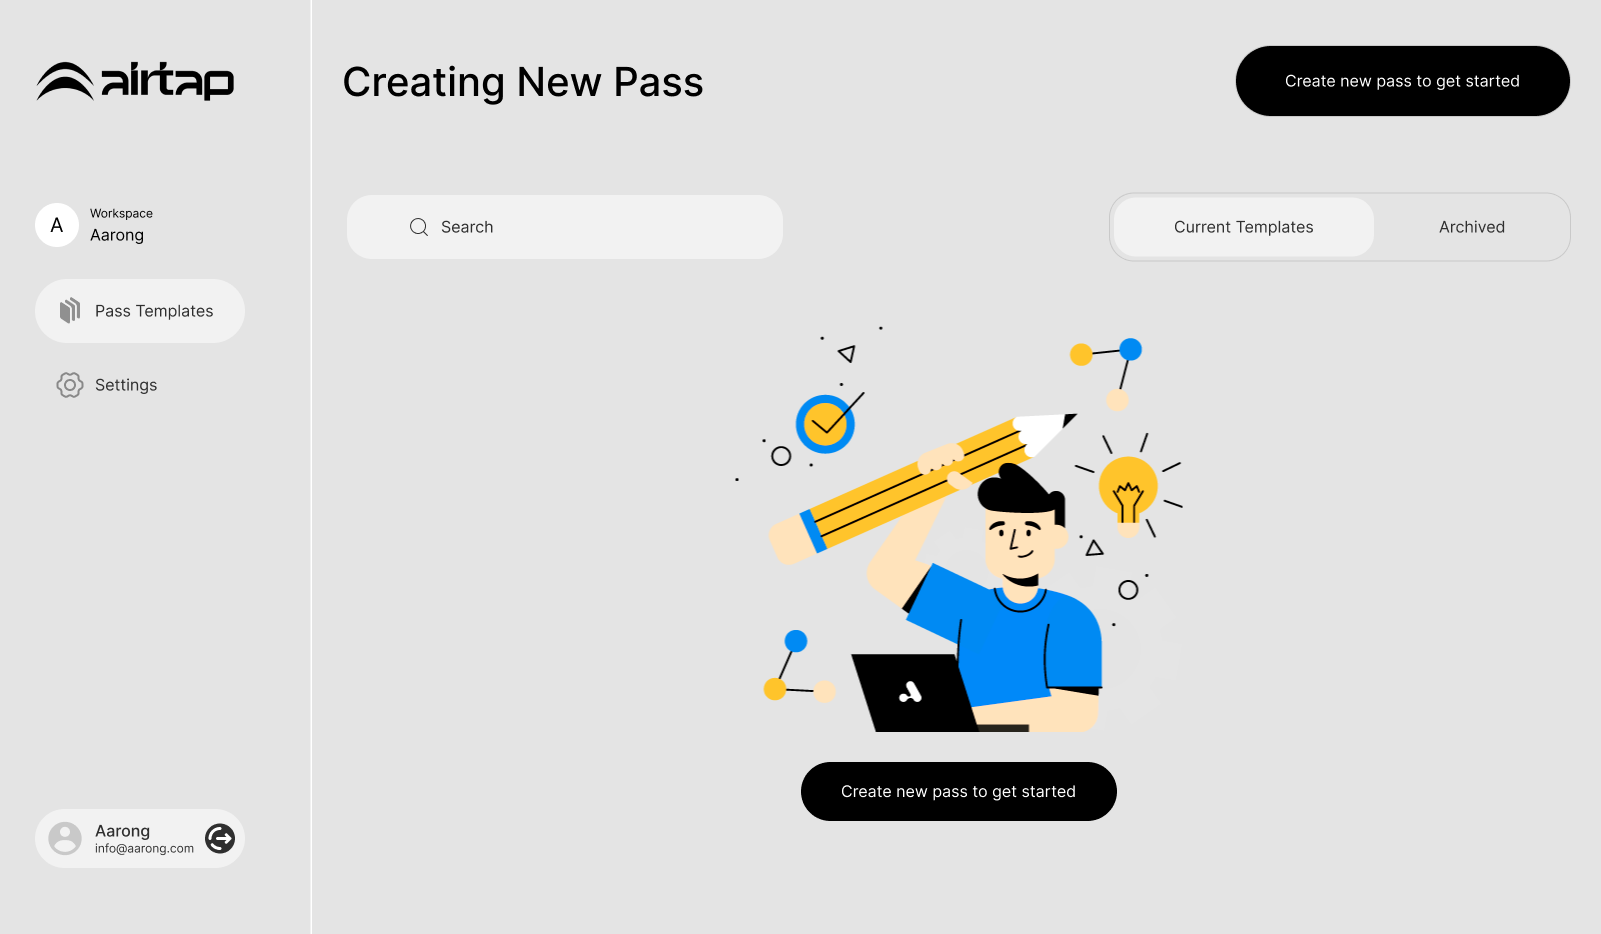 airtap
Creating New Pass
Create new pass to get started
Workspace
A
Aarong
Search
Current Templates
Archived
Pass Templates
Settings
Create new pass to get started
Aarong
info@aarong.com